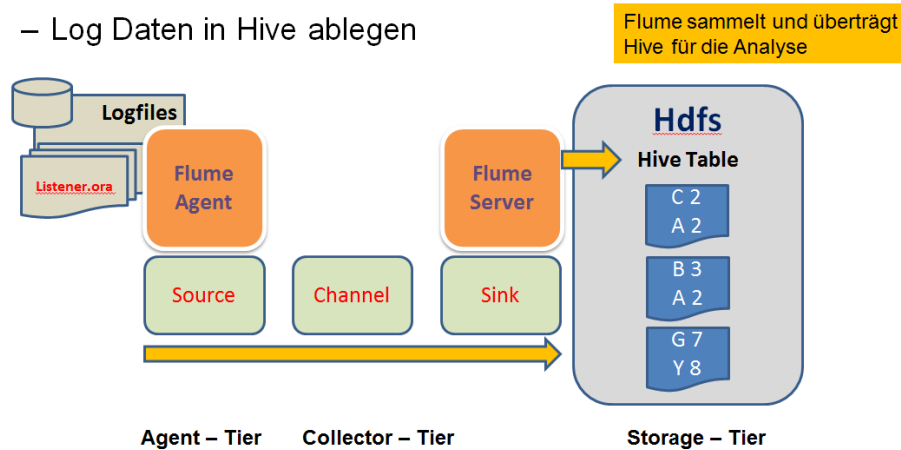 – Log Daten in Hive ablegen
Flume sammelt und überträgt
Hive für die Analyse
Logfiles
Listener.ora
Flume
Agent
Flume
Server
Source
Channel
Sink
Hdfs
Hive Table
C 2
A 2
B 3
A 2
G 7
Y 8
Agent – Tier
Collector – Tier
Storage – Tier